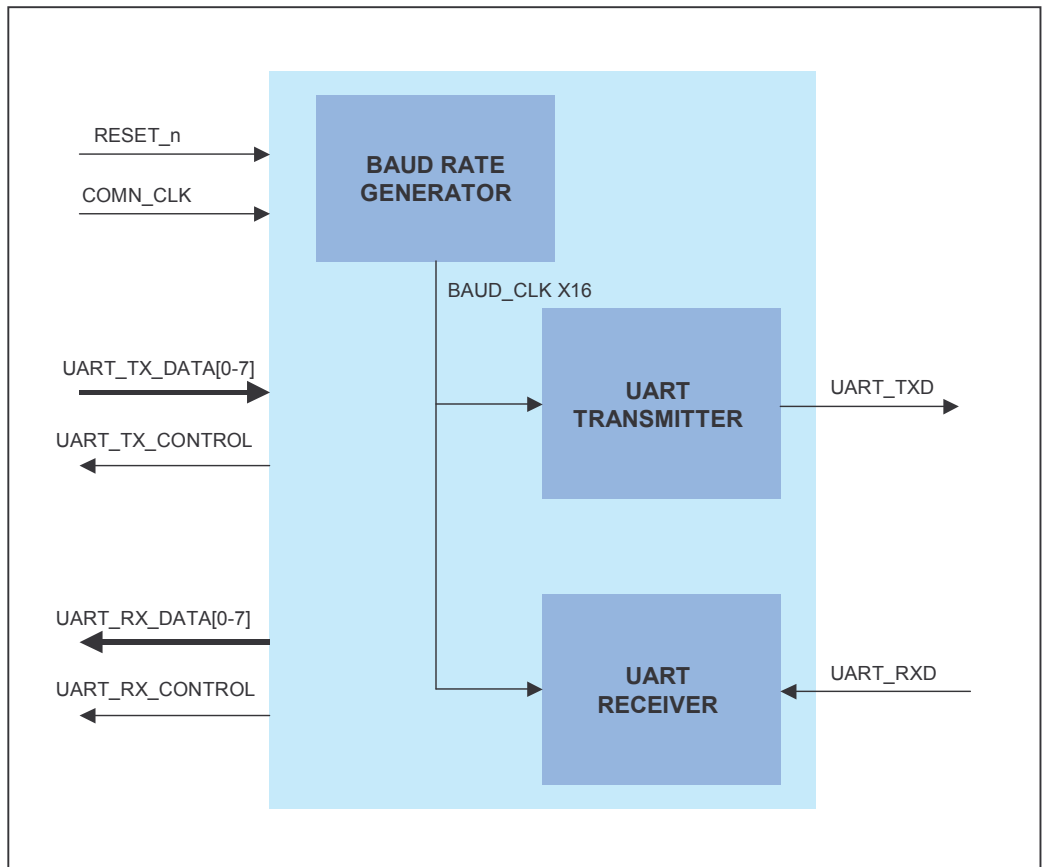 RESET_n
BAUD RATE
GENERATOR
COMN_CLK
BAUD_CLK X16
UART_TX_DATA[0-7]
UART
TRANSMITTER
UART_TXD
UART_TX_CONTROL
UART_RX_DATA[0-7]
UART
RECEIVER
UART_RXD
UART_RX_CONTROL